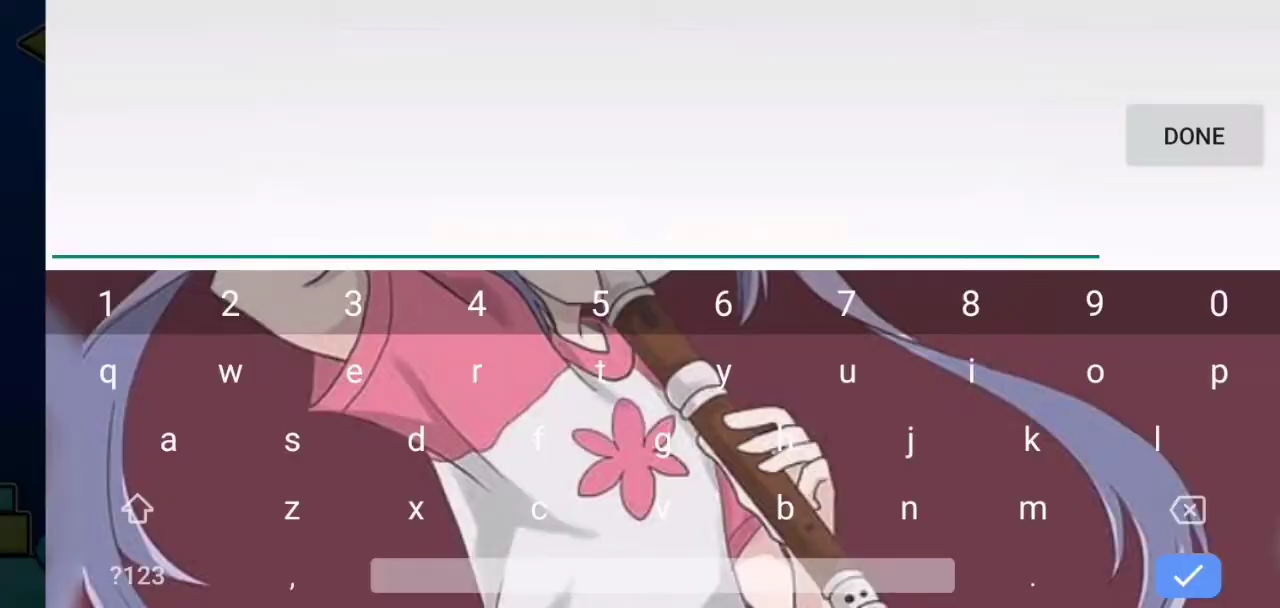 DONE
1 2 3 4 5 6 7 8 9 0
q w e r t y u i o p
a s d f g h j k l
z x c v b n m
?123 , .